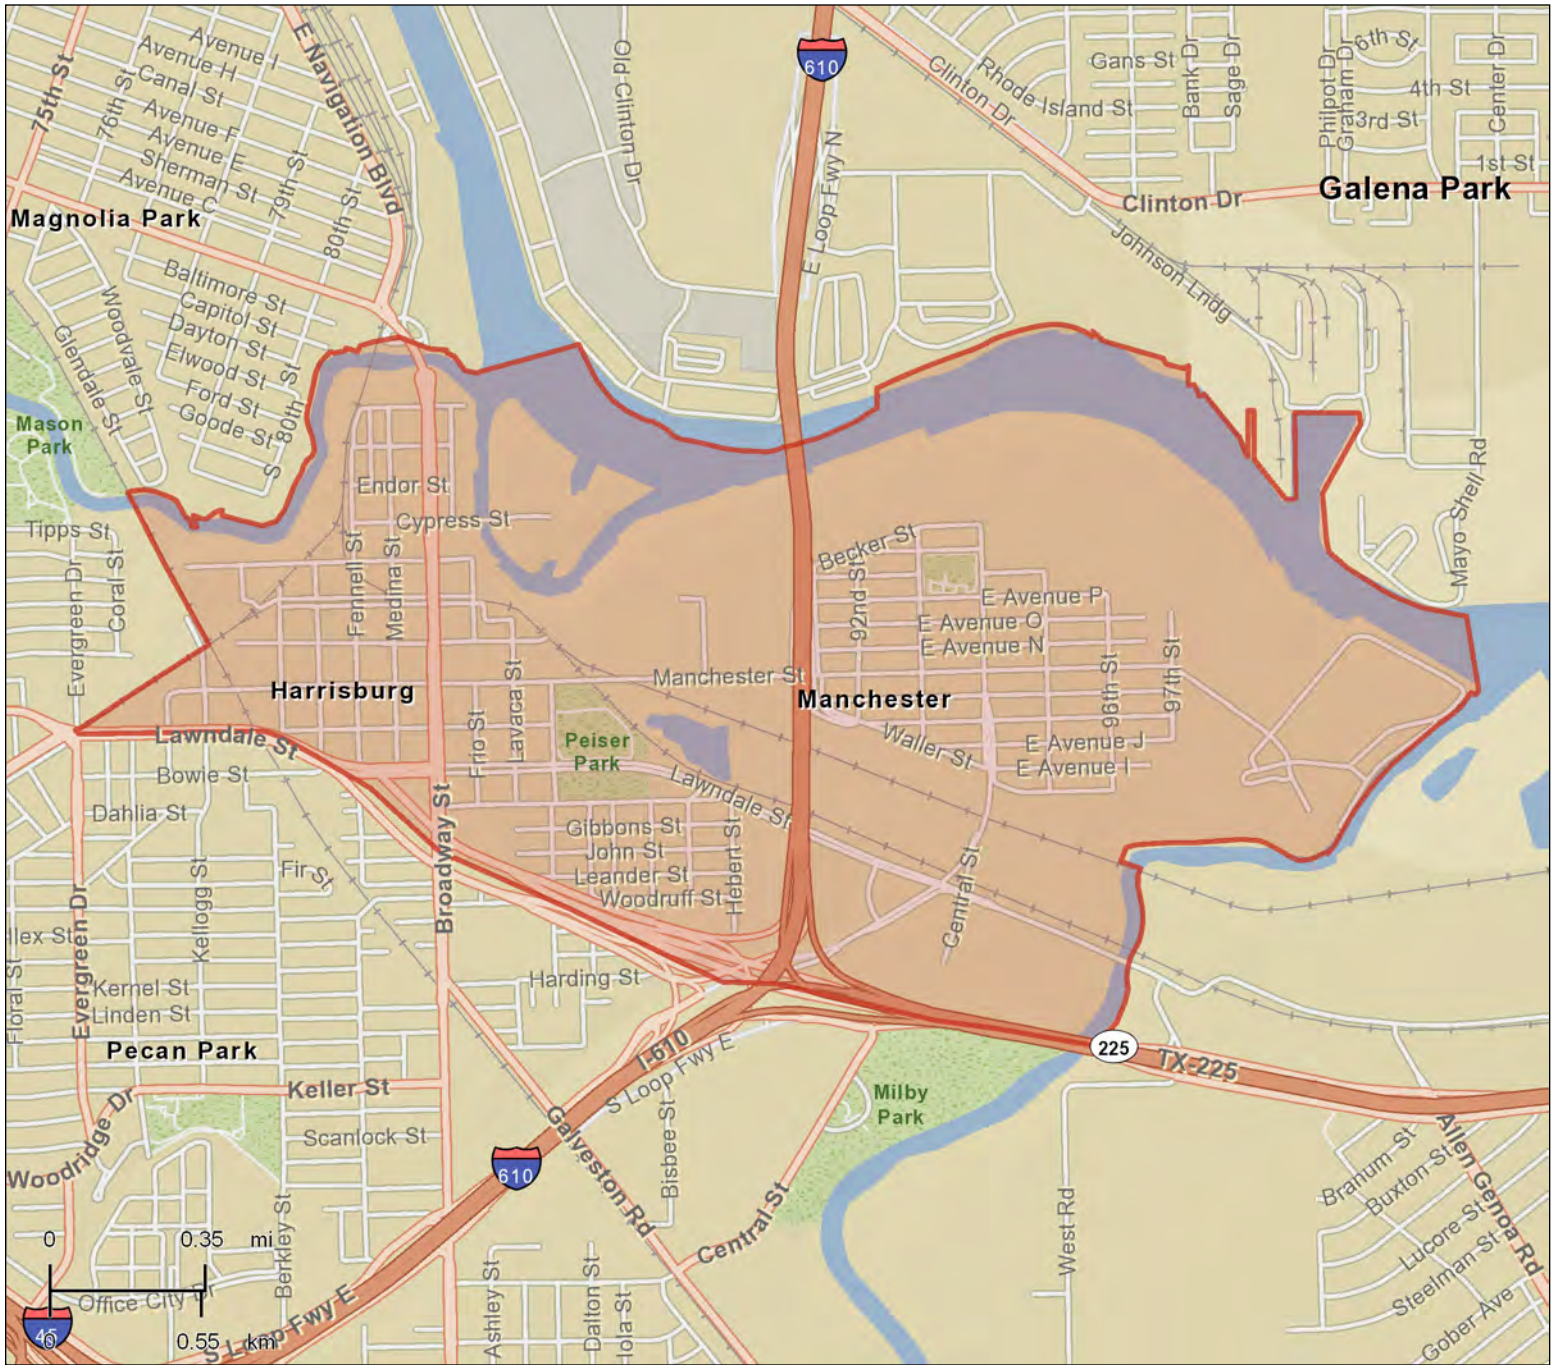 Avenue I
Avenue H
Canal St
Avenue F
Avenue E
Sherman St
Avenue C
75th St
76th St
79th St
80th St
E Navigation Blvd
Magnolia Park
Old Clinton Dr
610
E Loop Fwy N
Clinton Dr
Rhode Island St
Gans St
Bank Dr
Sage Dr
Philpot Dr
Graham Dr
6th St
4th St
3rd St
Center Dr
1st St
Clinton Dr
Galena Park
Johnson Lndg
Mayo Shell Rd
Baltimore St
Capitol St
Dayton St
Elwood St
Ford St
Goode St
S 80th St
Woodvale St
Glendale St
Mason
Park
Tipps St
Coral St
Evergreen Dr
Endor St
Cypress St
Fennell St
Medina St
Becker St
92nd St
E Avenue P
E Avenue O
E Avenue N
96th St
97th St
Manchester St
Harrisburg
Manchester
Lavaca St
Frio St
Peiser
Park
Waller St
E Avenue J
E Avenue I
Lawndale St
Lawndale St
Bowie St
Dahlia St
Broadway St
Gibbons St
John St
Leander St
Woodruff St
Hebert St
Central St
Fir St
Kellogg St
Ilex St
Floral St
Evergreen Dr
Kernel St
Linden St
Harding St
Pecan Park
I-610
S Loop Fwy E
225
TX-225
Keller St
Milby
Park
Woodridge Dr
Scanlock St
Galveston Rd
Bisbee St
610
Central St
West Rd
Allen Genoa Rd
Branum St
Buxton St
Lucore St
Steelman St
Gober Ave
Berkley St
0 0.35 mi
Office City Dr
S Loop Fwy E
Ashley St
Dalton St
Iola St
45
0 0.55 km